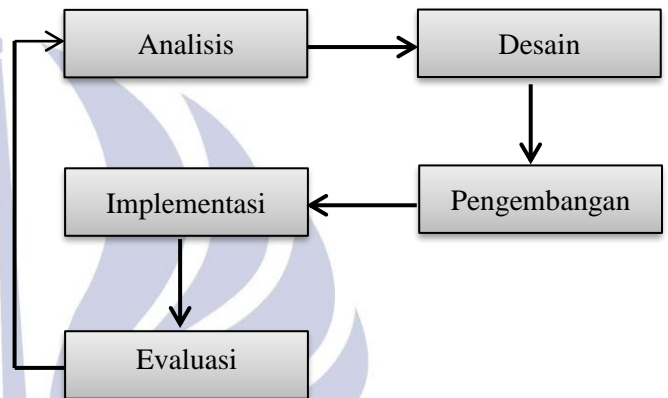 Analisis
Desain
Pengembangan
Implementasi
Evaluasi